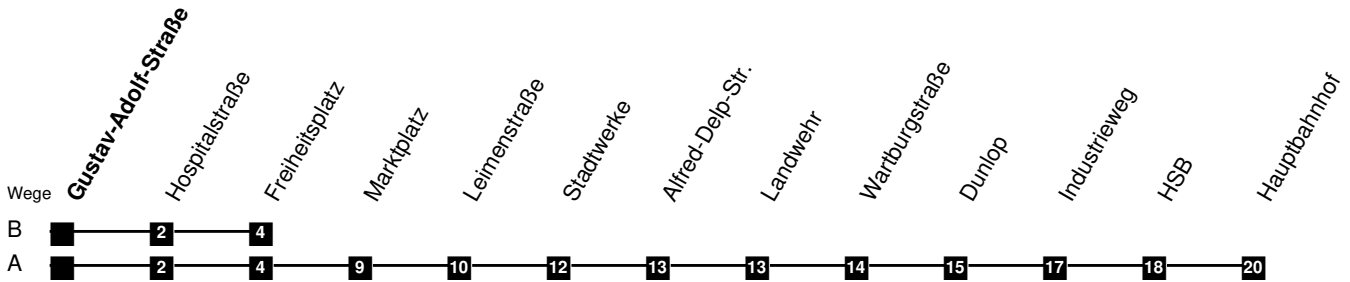 Wege
Gustav-Adolf-Straße
Hospitalstraße
Freiheitsplatz
Marktplatz
Leimenstraße
Stadtwerke
Alfred-Delp-Str.
Landwehr
Wartburgstraße
Dunlop
Industrieweg
HSB
Hauptbahnhof
B 2 4
A 2 4 9 10 12 13 13 14 15 17 18 20